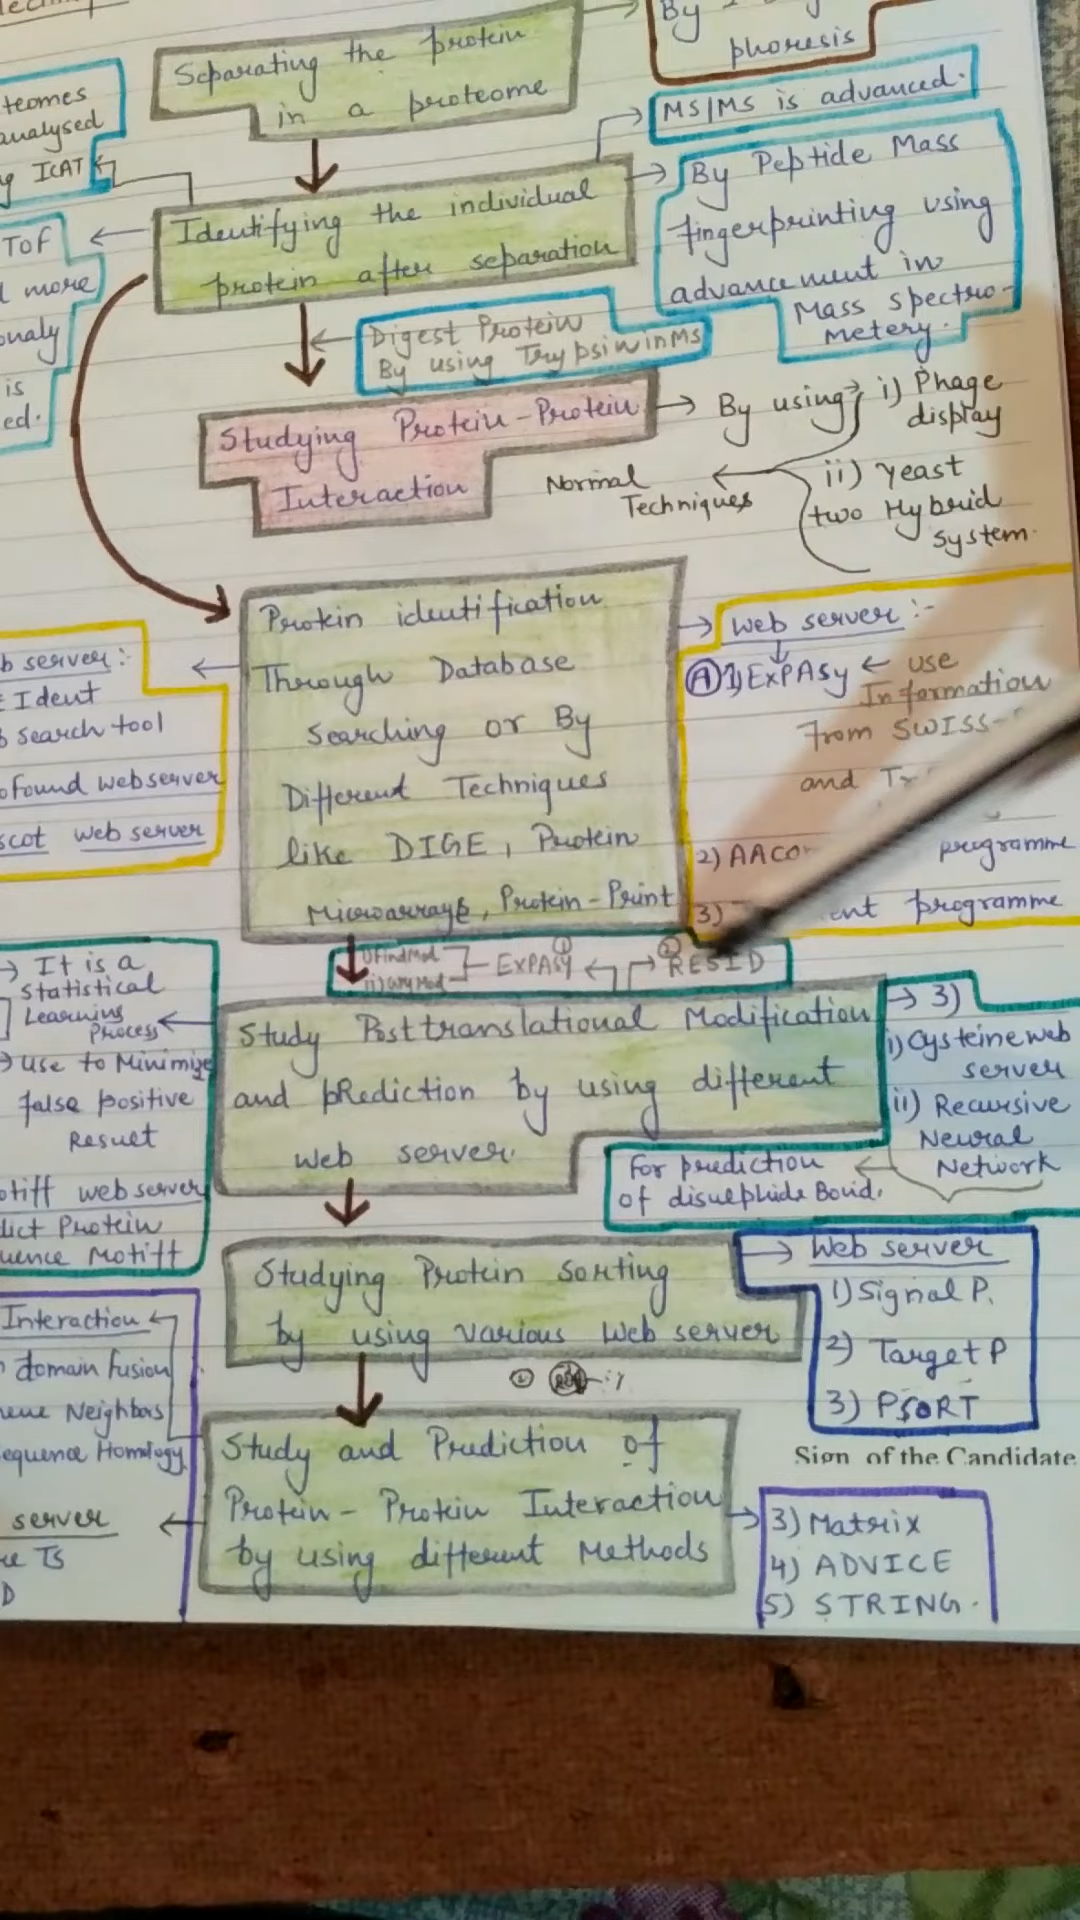 Separating the protein
in a proteome
By
phoresis
MS/MS is advanced.
teomes
analysed
ICAT
Identifying the individual
protein after separation
By Peptide Mass
fingerprinting using
advancement in
Mass spectro-
metery.
TOF
more
is
Digest Protein
By using Trypsin in MS
Studying Protein-Protein
Interaction
By using
i) Phage
display
ii) yeast
two Hybrid
system.
Normal
Techniques
Protein identification
Through Database
Searching or By
Different Techniques
like DIGE, Protein
Microarrays, Protein-Print
b server:
Ident
search tool
ofound webserver
scot web server
Web server:-
A 1) ExPASy ← use
Information
From SWISS-
and
2) AACO programme
3) ent programme
i) FindMod
ExPASy 1
2 RESID
→ It is a
Statistical
Learning
Process
→ Use to Minimize
false positive
Result
otiff web server
dict Protein
uence Motiff
Study Posttranslational Modification
and pRediction by using different
Web server.
→ 3)
i) Cysteine web
server
ii) Recursive
Neural
Network
For prediction
of disulphide Bond.
Studying Protein Sorting
by using various Web server
Web server
1) Signal P.
2) Target P
3) PSORT
Interaction
domain fusion
ene Neighbors
equence Homology
server
Study and Prediction of
Protein-Protein Interaction
by using different Methods
Sign of the Candidate
3) Matrix
4) ADVICE
5) STRING.